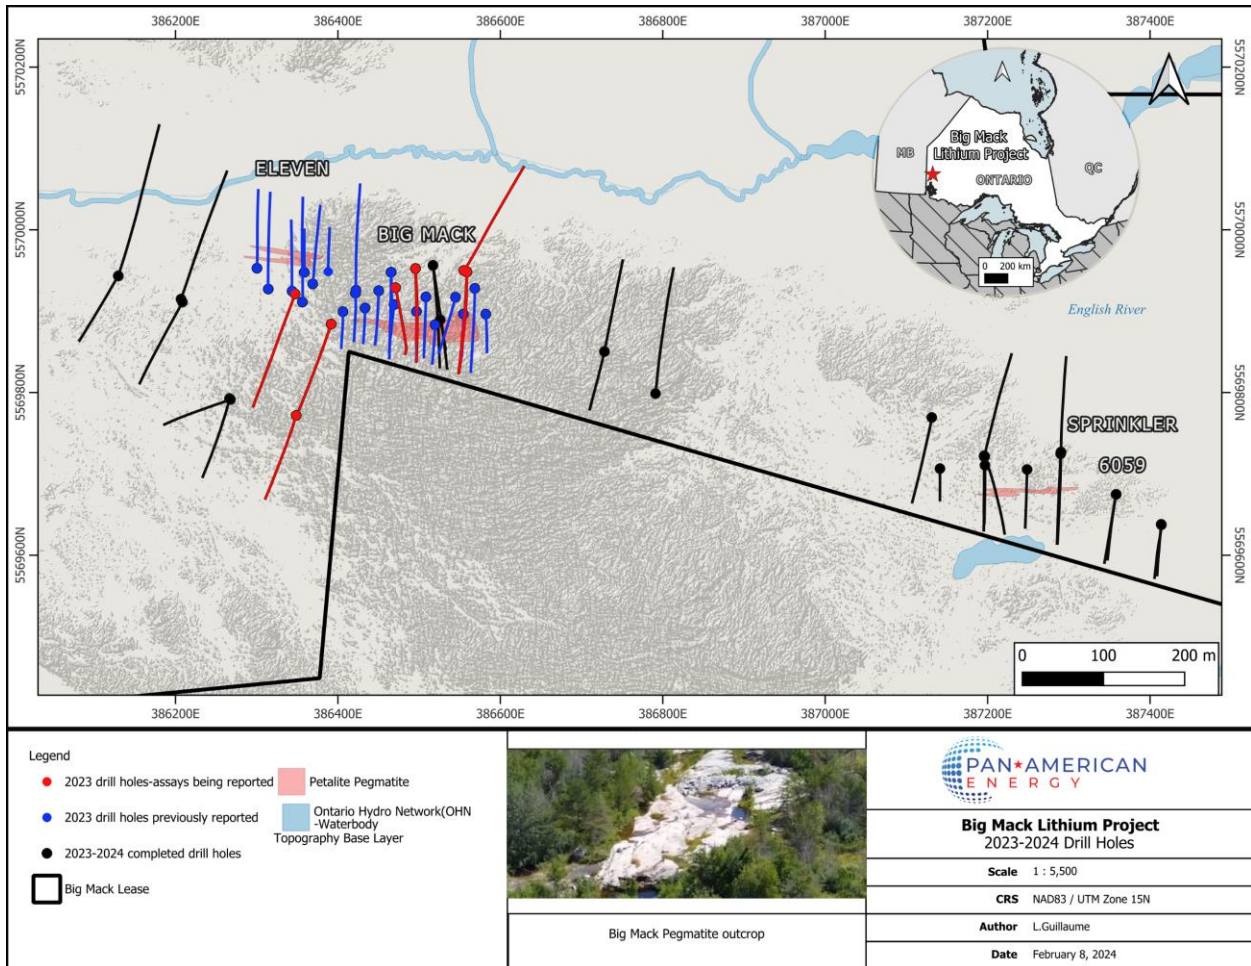 386200E 386400E 386600E 386800E 387000E 387200E 387400E
5570200N 5570200N
MB
Big Mack
Lithium Project
QC
ONTARIO
ELEVEN
BIG MACK
5570000N 5570000N
0 200 km
English River
5569800N 5569800N
SPRINKLER
6059
5569600N 5569600N
0 100 200 m
386200E 386400E 386600E 386800E 387000E 387200E 387400E
Legend
2023 drill holes-assays being reported
2023 drill holes previously reported
2023-2024 completed drill holes
Big Mack Lease
Petalite Pegmatite
Ontario Hydro Network(OHN
-Waterbody
Topography Base Layer
Big Mack Pegmatite outcrop
PAN AMERICAN
ENERGY
Big Mack Lithium Project
2023-2024 Drill Holes
Scale 1 : 5,500
CRS NAD83 / UTM Zone 15N
Author L.Guillaume
Date February 8, 2024